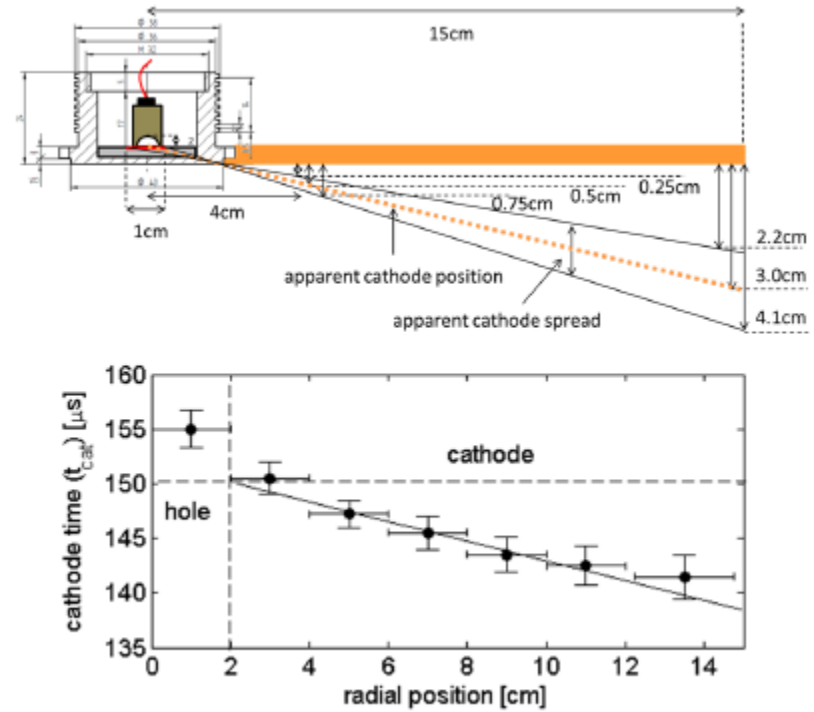 15cm
0.25cm
0.5cm
0.75cm
4cm
1cm
2.2cm
3.0cm
4.1cm
apparent cathode position
apparent cathode spread
160
155
150
145
140
135
cathode time (t_cat) [μs]
cathode
hole
0 2 4 6 8 10 12 14
radial position [cm]